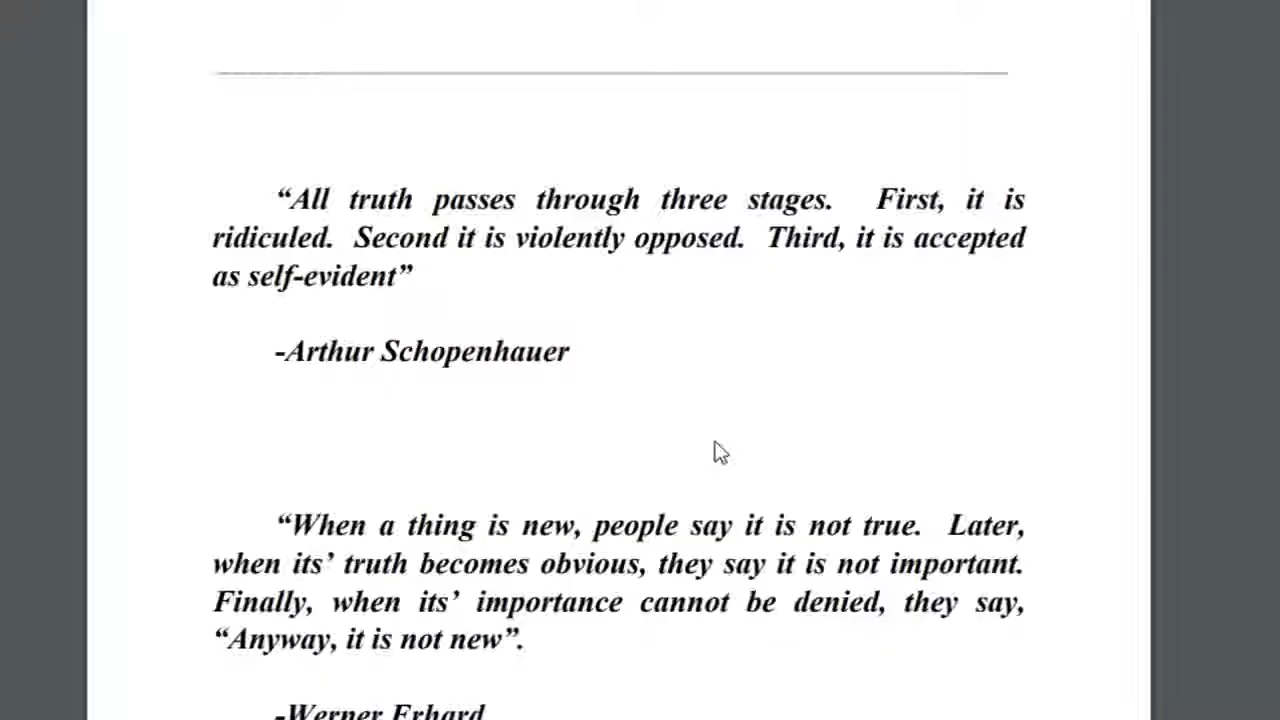 “All truth passes through three stages.  First, it is
ridiculed.  Second it is violently opposed.  Third, it is accepted
as self-evident”
-Arthur Schopenhauer
“When a thing is new, people say it is not true.  Later,
when its’ truth becomes obvious, they say it is not important.
Finally, when its’ importance cannot be denied, they say,
“Anyway, it is not new”.
-Werner Erhard